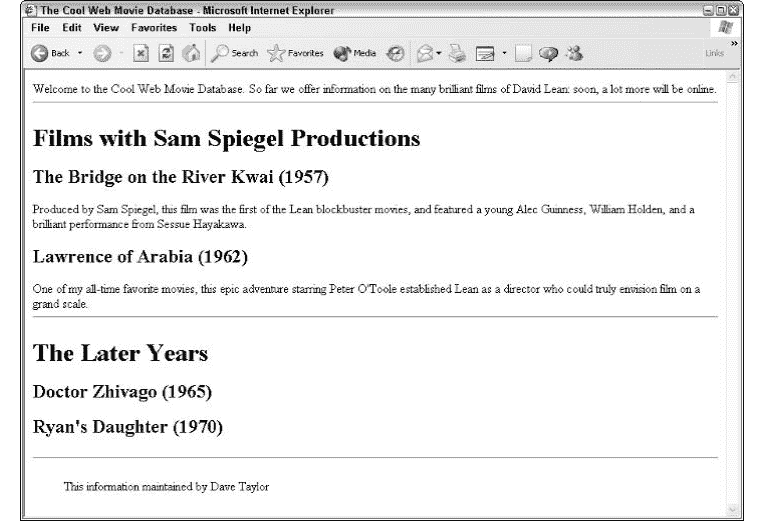 The Cool Web Movie Database - Microsoft Internet Explorer
File Edit View Favorites Tools Help
Back Search Favorites Media Links »
Welcome to the Cool Web Movie Database. So far we offer information on the many brilliant films of David Lean: soon, a lot more will be online.
Films with Sam Spiegel Productions
The Bridge on the River Kwai (1957)
Produced by Sam Spiegel, this film was the first of the Lean blockbuster movies, and featured a young Alec Guinness, William Holden, and a
brilliant performance from Sessue Hayakawa.
Lawrence of Arabia (1962)
One of my all-time favorite movies, this epic adventure starring Peter O'Toole established Lean as a director who could truly envision film on a
grand scale.
The Later Years
Doctor Zhivago (1965)
Ryan's Daughter (1970)
This information maintained by Dave Taylor